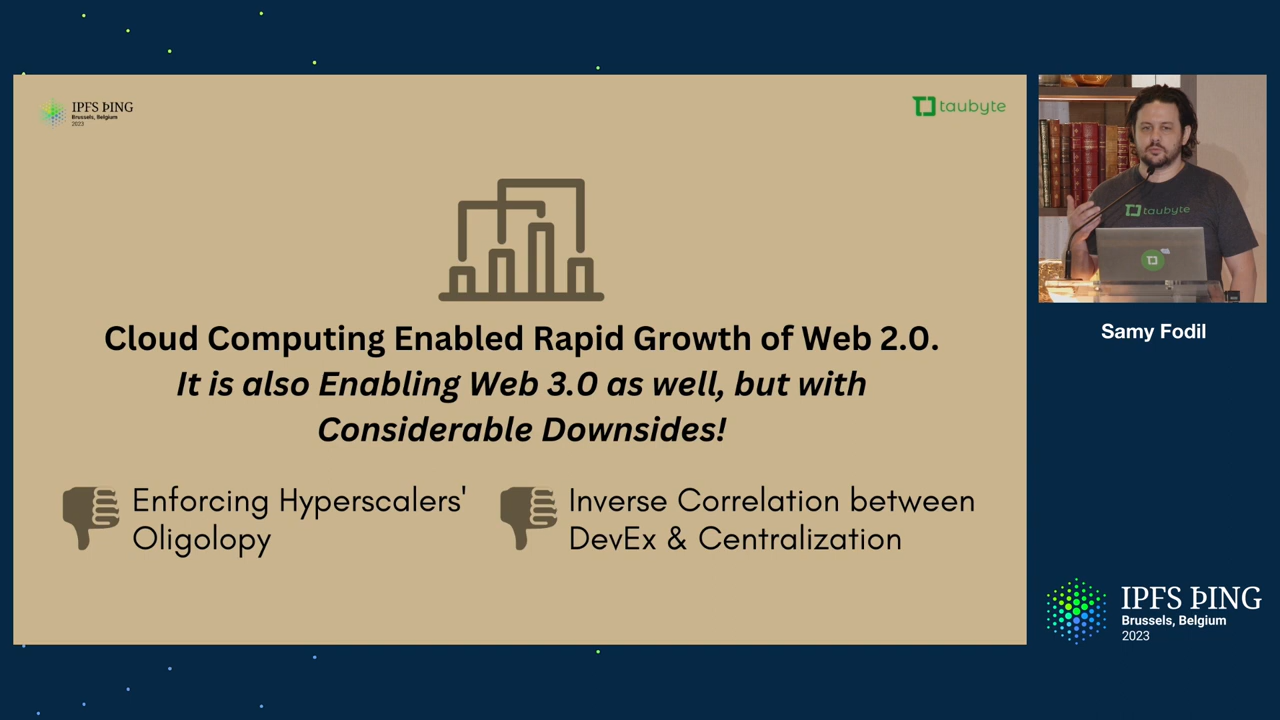 IPFS ÞING
Brussels, Belgium
2023
taubyte
Cloud Computing Enabled Rapid Growth of Web 2.0.
It is also Enabling Web 3.0 as well, but with
Considerable Downsides!
Enforcing Hyperscalers'
Oligolopy
Inverse Correlation between
DevEx & Centralization
taubyte
Samy Fodil
IPFS ÞING
Brussels, Belgium
2023